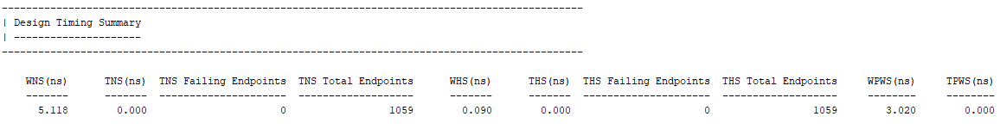 ------------------------------------------------------------------------------------------------
| Design Timing Summary
| ---------------------
------------------------------------------------------------------------------------------------
WNS(ns)      TNS(ns)  TNS Failing Endpoints  TNS Total Endpoints      WHS(ns)      THS(ns)  THS Failing Endpoints  THS Total Endpoints     WPWS(ns)     TPWS(ns)
-------      -------  ---------------------  -------------------      -------      -------  ---------------------  -------------------     --------     --------
5.118        0.000                      0                 1059        0.090        0.000                      0                 1059        3.020        0.000